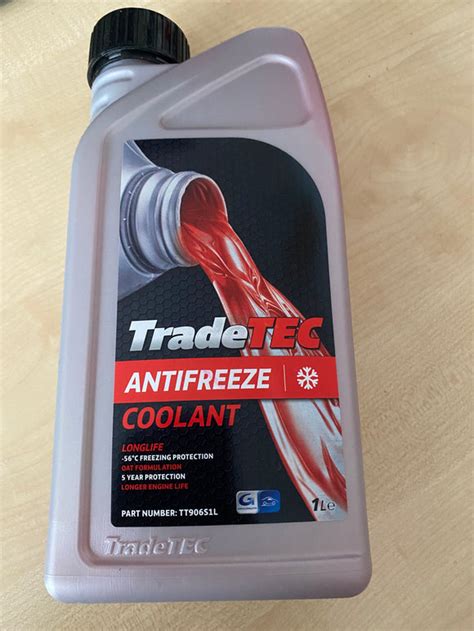 TradeTEC
ANTIFREEZE
COOLANT
LONGLIFE
-56°C FREEZING PROTECTION
OAT FORMULATION
5 YEAR PROTECTION
LONGER ENGINE LIFE
PART NUMBER: TT906S1L
1Le
TradeTEC